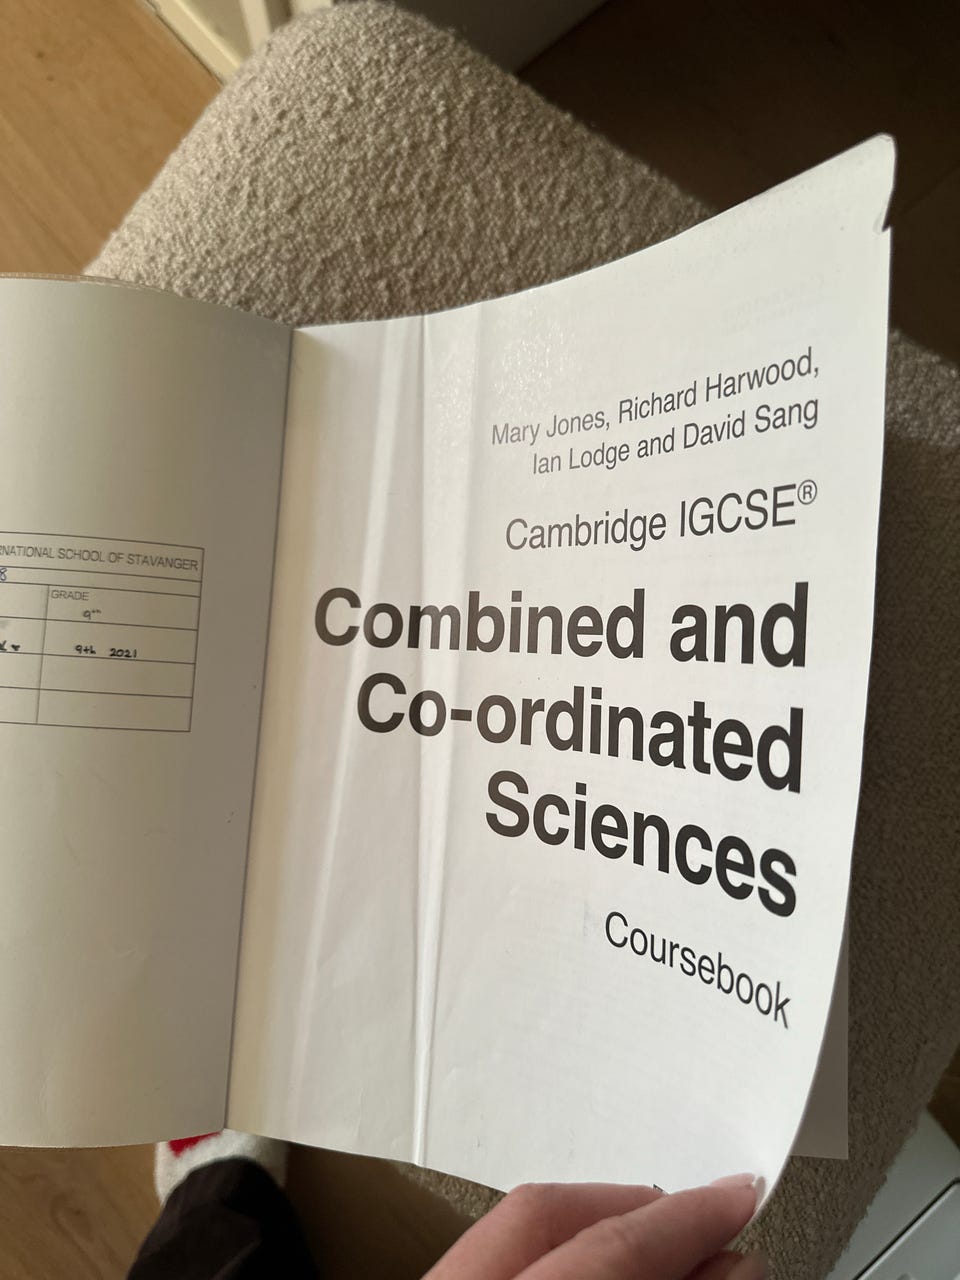 RNATIONAL SCHOOL OF STAVANGER
8
GRADE
9th
9th 2021
Mary Jones, Richard Harwood,
Ian Lodge and David Sang
Cambridge IGCSE®
Combined and
Co-ordinated
Sciences
Coursebook